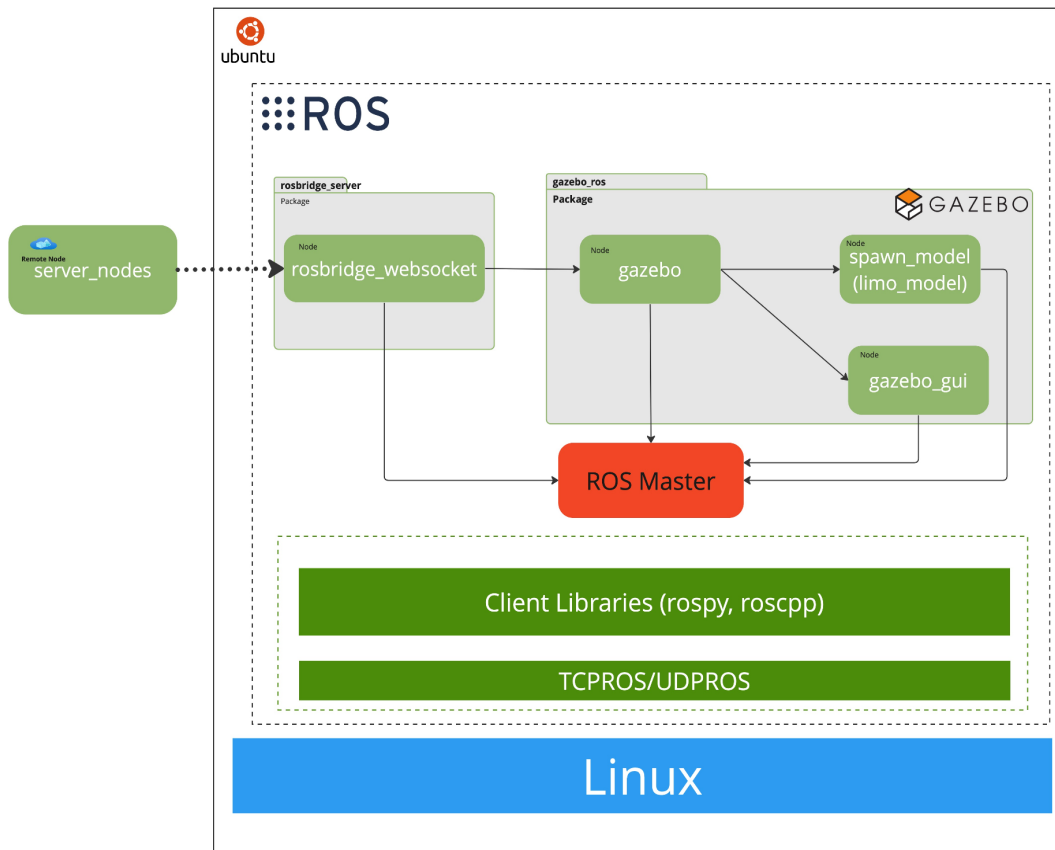 ubuntu
ROS
rosbridge_server
Package
gazebo_ros
Package
GAZEBO
Remote Node
server_nodes
Node
rosbridge_websocket
Node
gazebo
Node
spawn_model
(limo_model)
Node
gazebo_gui
ROS Master
Client Libraries (rospy, roscpp)
TCPROS/UDPROS
Linux